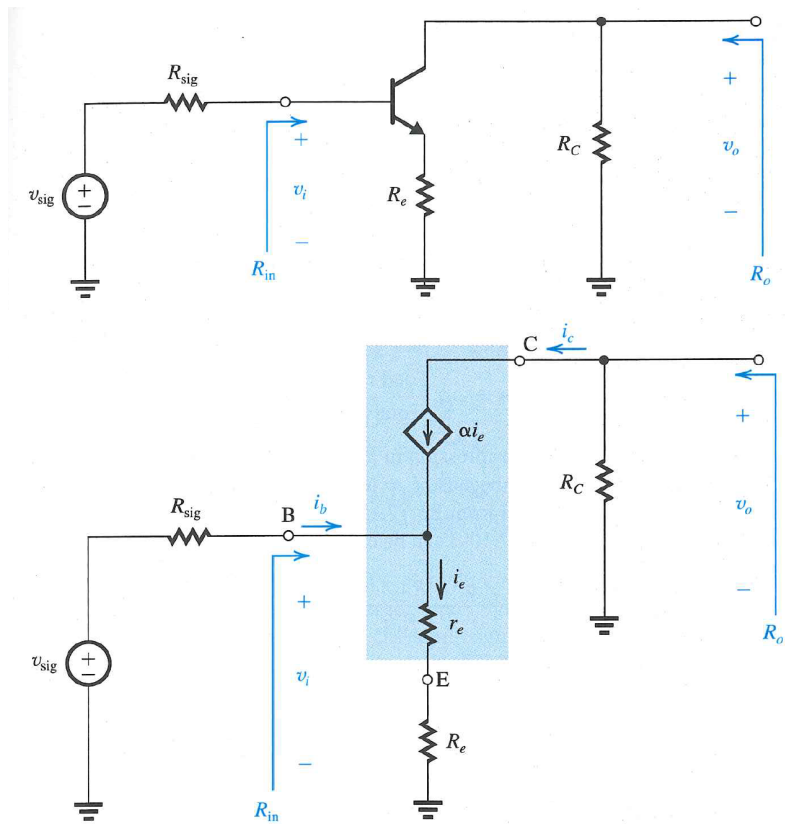 R_sig
+
R_C
v_o
+
v_sig
+
−
v_i
R_e
−
−
R_in
R_o
C
i_c
αi_e
+
R_C
R_sig
B
i_b
v_o
i_e
+
−
r_e
R_o
v_sig
+
−
v_i
E
R_e
−
R_in